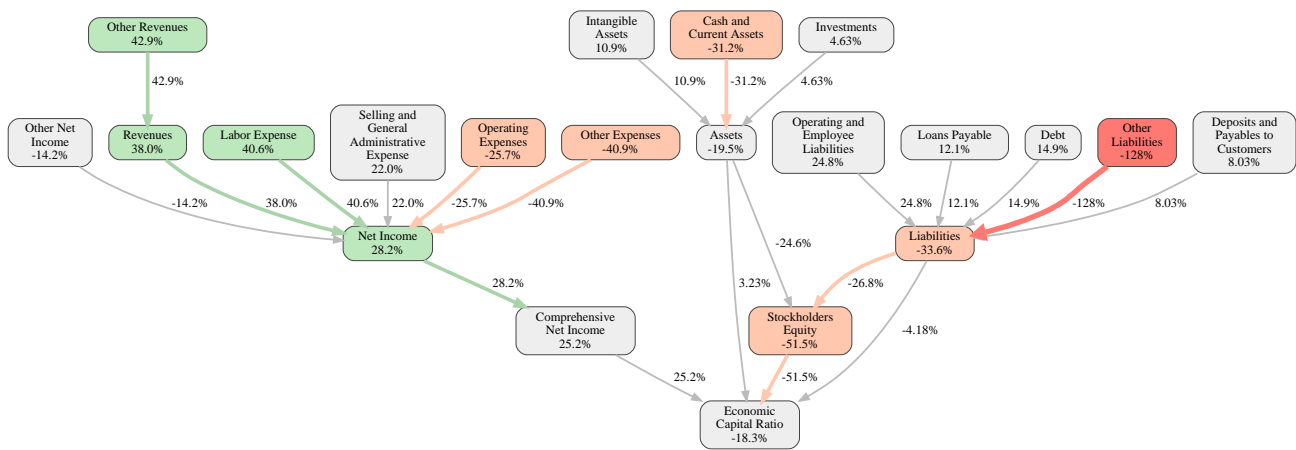 Other Revenues
42.9%
Intangible
Assets
10.9%
Cash and
Current Assets
-31.2%
Investments
4.63%
42.9%
10.9%
-31.2%
4.63%
Other Net
Income
-14.2%
Revenues
38.0%
Labor Expense
40.6%
Selling and
General
Administrative
Expense
22.0%
Operating
Expenses
-25.7%
Other Expenses
-40.9%
Assets
-19.5%
Operating and
Employee
Liabilities
24.8%
Loans Payable
12.1%
Debt
14.9%
Other
Liabilities
-128%
Deposits and
Payables to
Customers
8.03%
-14.2%
38.0%
40.6%
22.0%
-25.7%
-40.9%
24.8%
12.1%
14.9%
-128%
8.03%
Net Income
28.2%
-24.6%
Liabilities
-33.6%
28.2%
3.23%
-26.8%
Comprehensive
Net Income
25.2%
Stockholders
Equity
-51.5%
-4.18%
25.2%
-51.5%
Economic
Capital Ratio
-18.3%